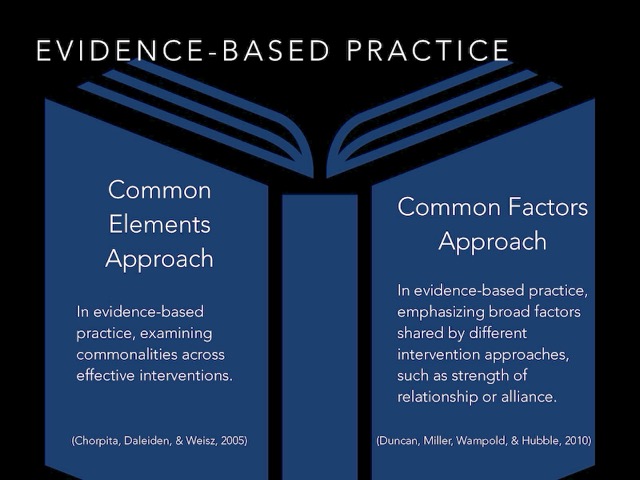 EVIDENCE-BASED PRACTICE
Common
Elements
Approach
In evidence-based
practice, examining
commonalities across
effective interventions.
(Chorpita, Daleiden, & Weisz, 2005)
Common Factors
Approach
In evidence-based practice,
emphasizing broad factors
shared by different
intervention approaches,
such as strength of
relationship or alliance.
(Duncan, Miller, Wampold, & Hubble, 2010)